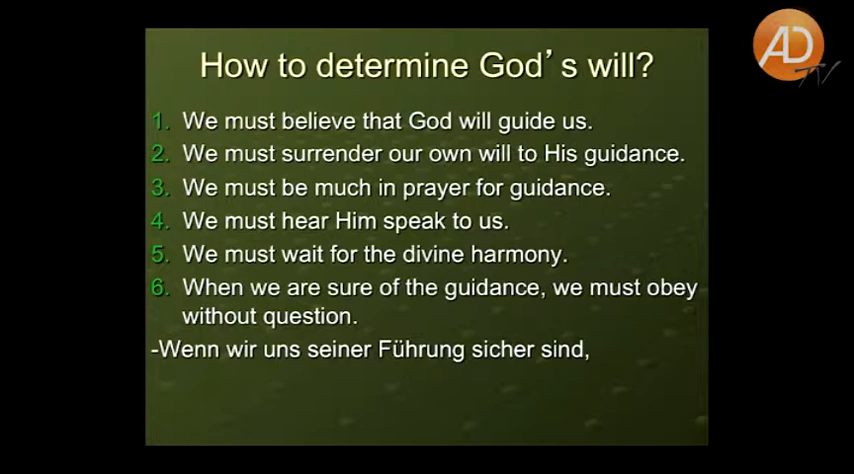 AD
TV
How to determine God’s will?
1. We must believe that God will guide us.
2. We must surrender our own will to His guidance.
3. We must be much in prayer for guidance.
4. We must hear Him speak to us.
5. We must wait for the divine harmony.
6. When we are sure of the guidance, we must obey
without question.
-Wenn wir uns seiner Führung sicher sind,